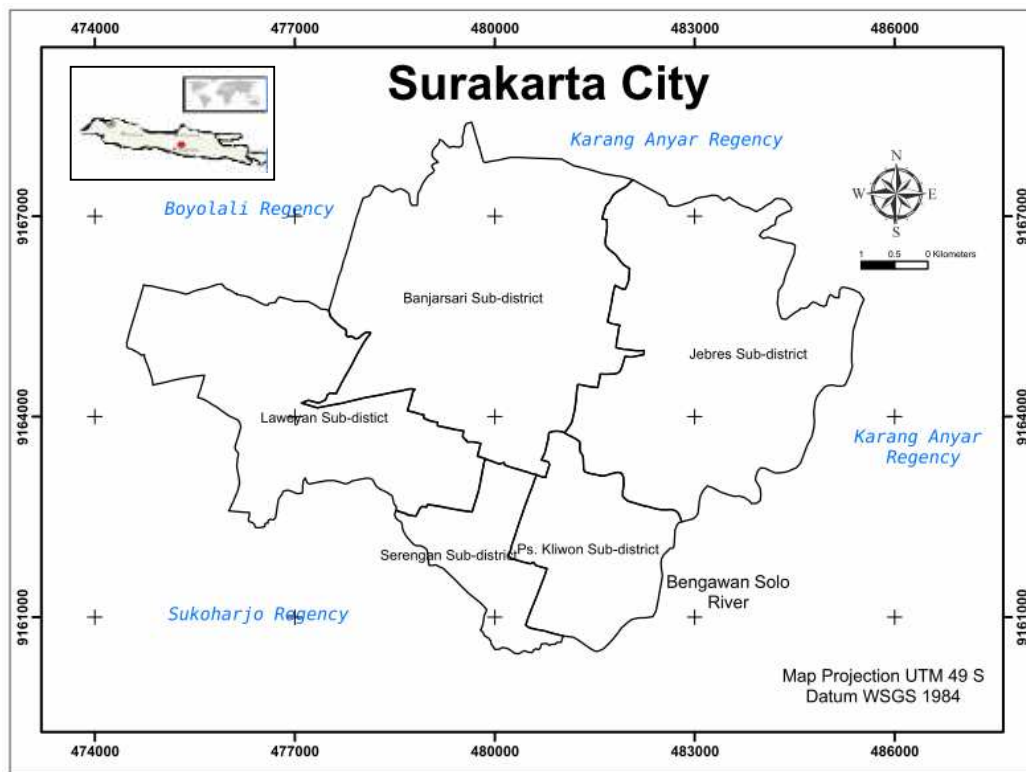 474000 477000 480000 483000 486000
Surakarta City
Karang Anyar Regency
N
W E
S
Boyolali Regency
9167000 9167000
1 0.5 0 Kilometers
Banjarsari Sub-district
Jebres Sub-district
9164000 9164000
Laweyan Sub-distict
Karang Anyar
Regency
Serengan Sub-district
Ps. Kliwon Sub-district
Bengawan Solo
River
Sukoharjo Regency
9161000 9161000
Map Projection UTM 49 S
Datum WSGS 1984
474000 477000 480000 483000 486000